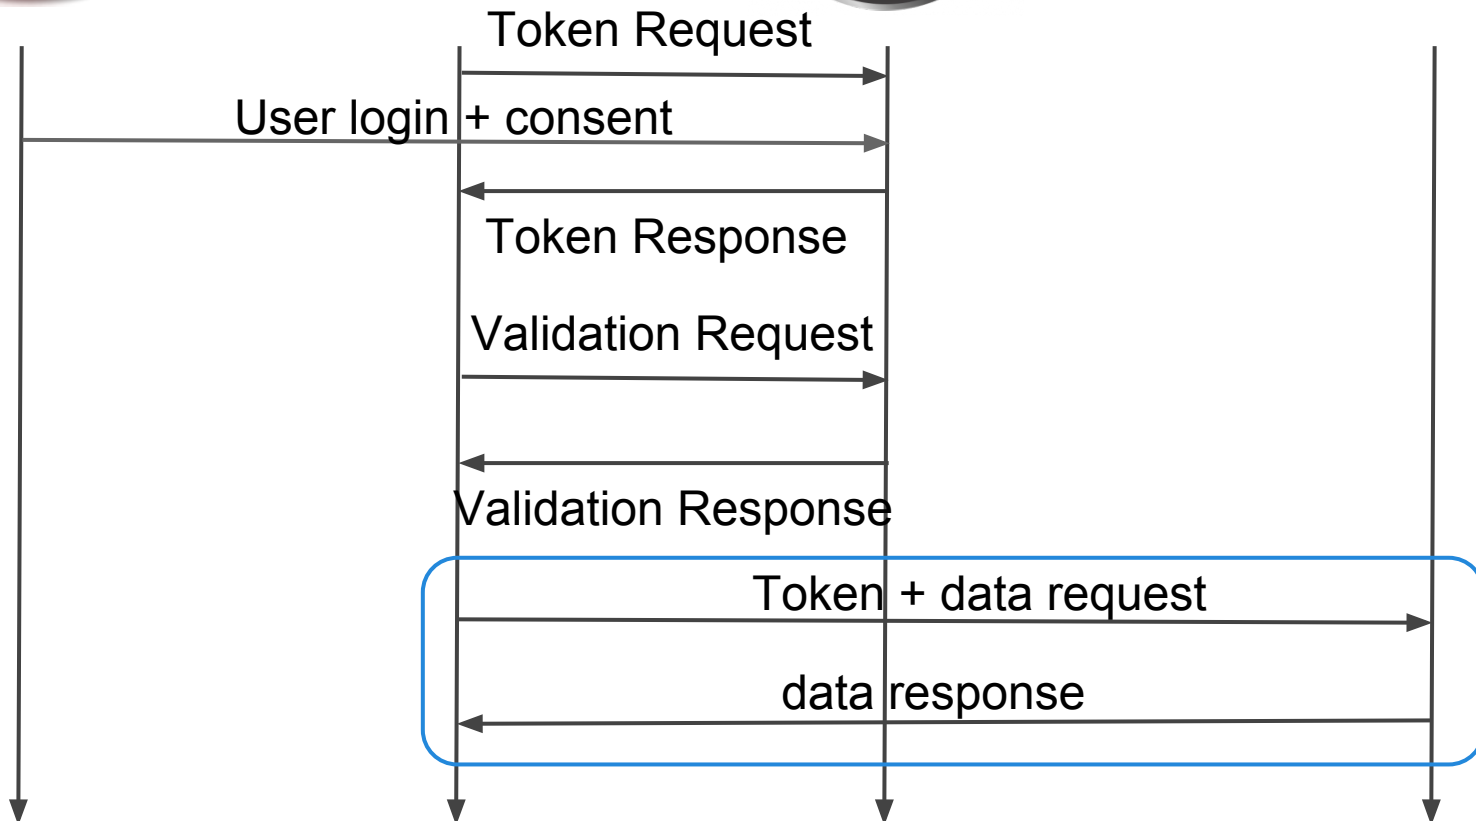 Token Request
User login + consent
Token Response
Validation Request
Validation Response
Token + data request
data response